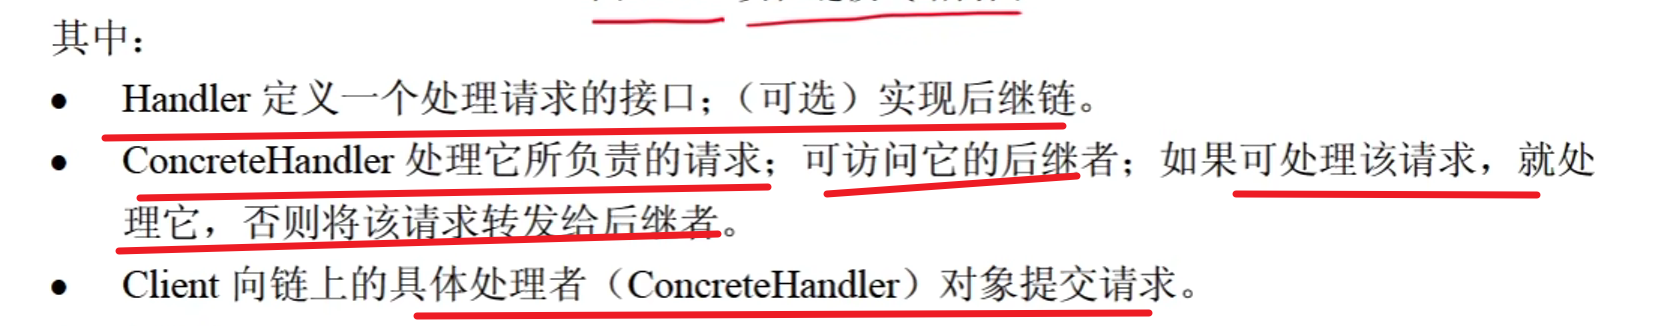 其中：
● Handler 定义一个处理请求的接口；（可选）实现后继链。
● ConcreteHandler 处理它所负责的请求；可访问它的后继者；如果可处理该请求，就处
理它，否则将该请求转发给后继者。
● Client 向链上的具体处理者（ConcreteHandler）对象提交请求。